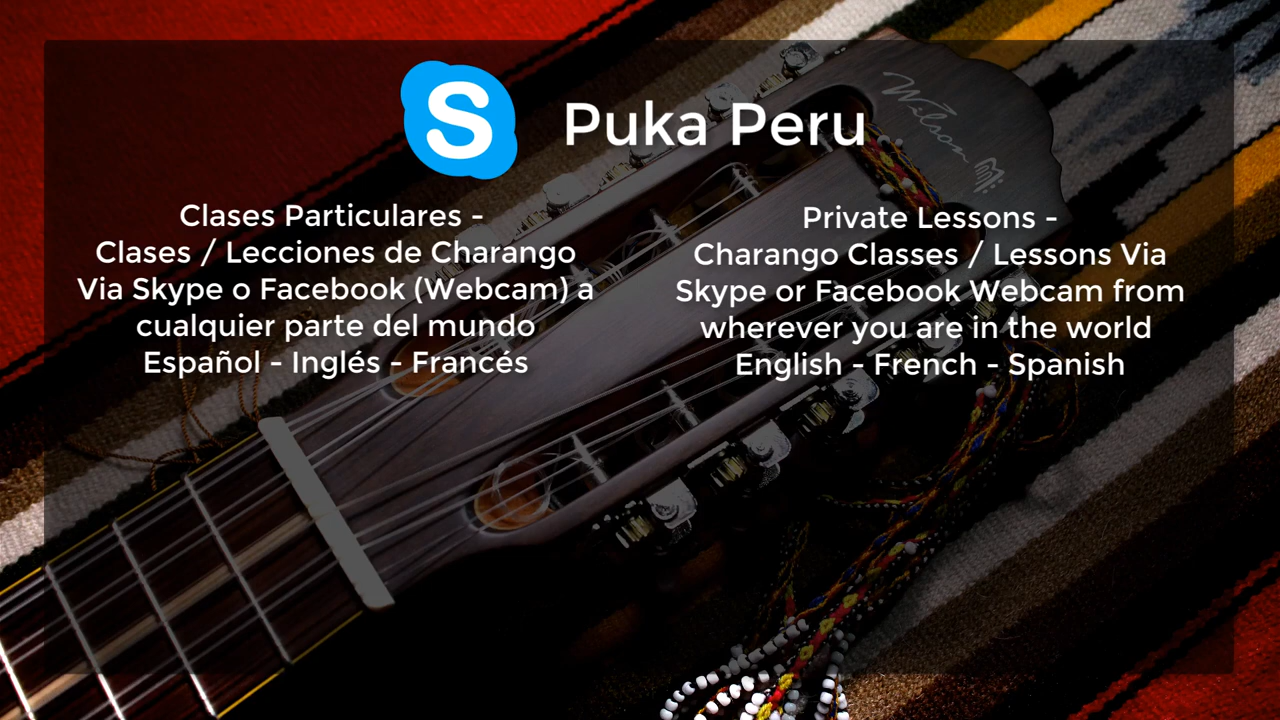 S Puka Peru
Wilson
Clases Particulares -
Clases / Lecciones de Charango
Via Skype o Facebook (Webcam) a
cualquier parte del mundo
Español - Inglés - Francés
Private Lessons -
Charango Classes / Lessons Via
Skype or Facebook Webcam from
wherever you are in the world
English - French - Spanish